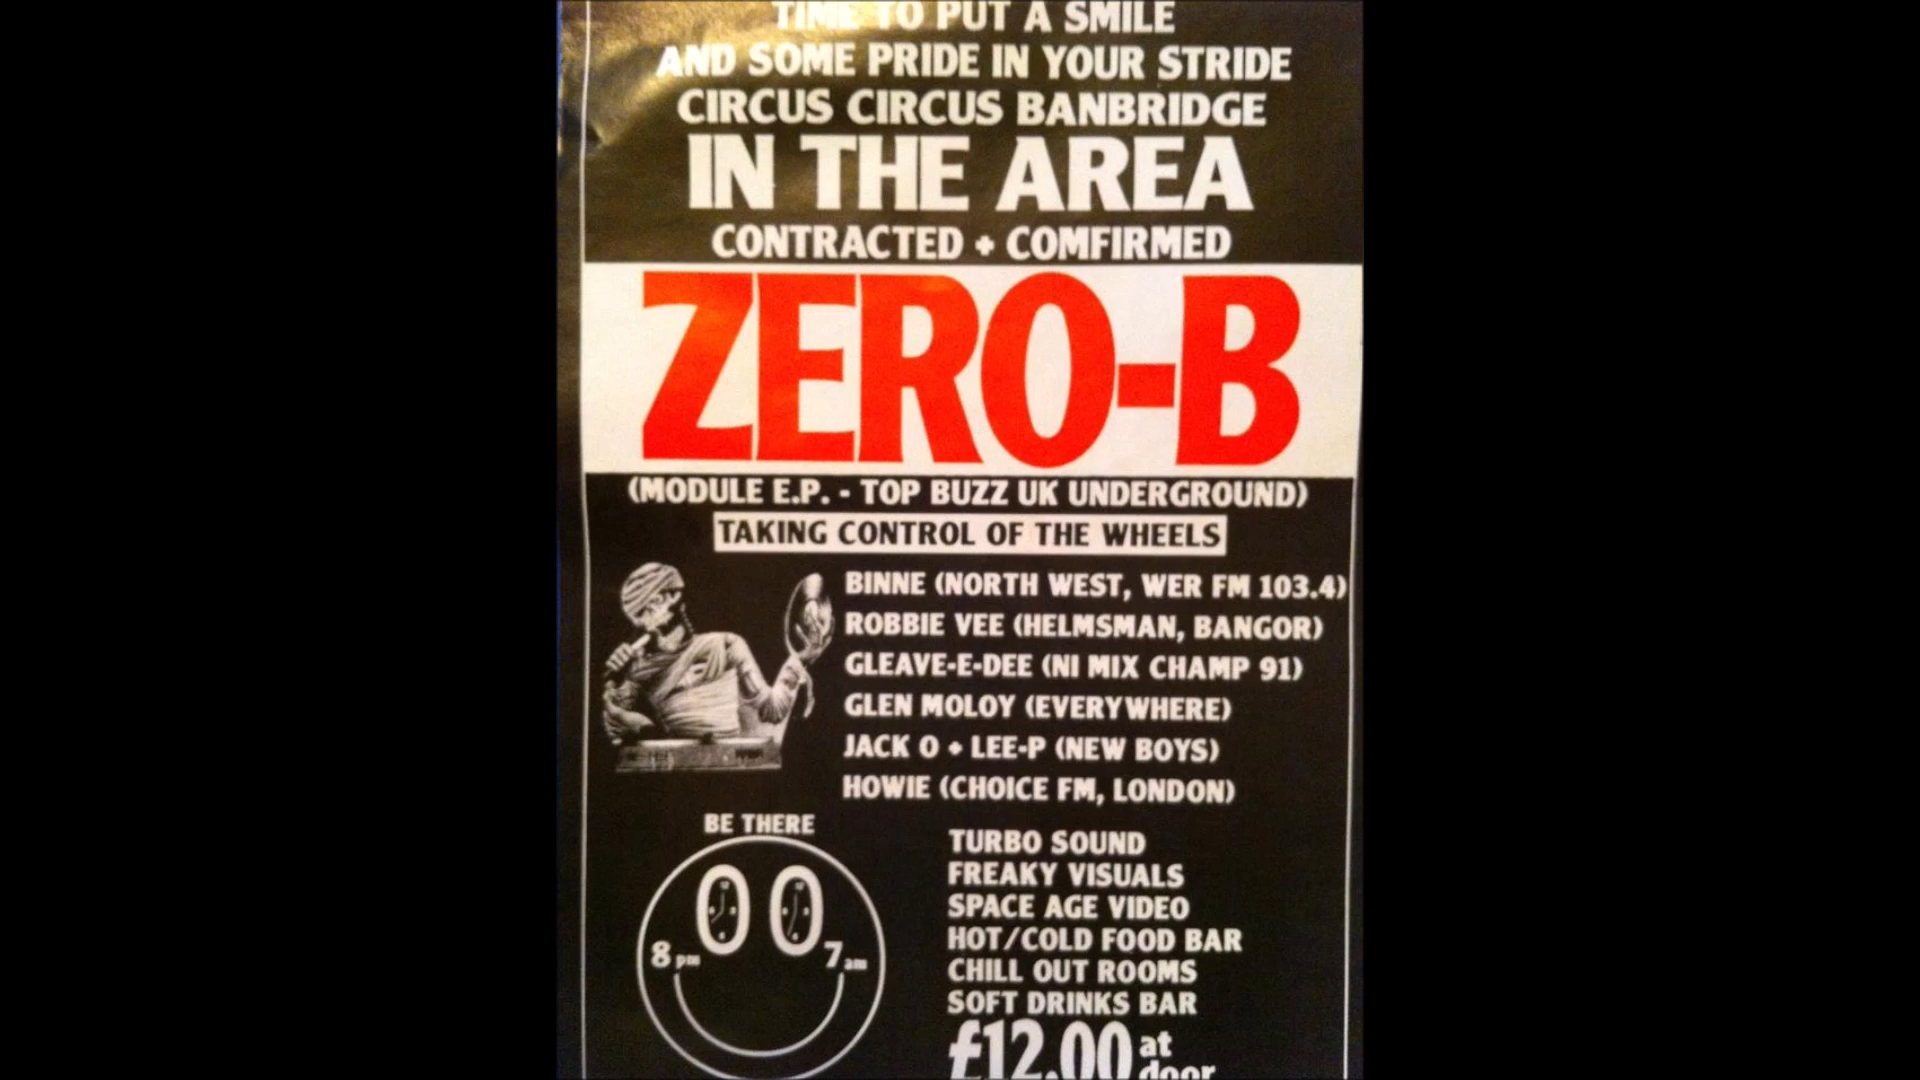 TIME TO PUT A SMILE
AND SOME PRIDE IN YOUR STRIDE
CIRCUS CIRCUS BANBRIDGE
IN THE AREA
CONTRACTED + COMFIRMED
ZERO-B
(MODULE E.P. - TOP BUZZ UK UNDERGROUND)
TAKING CONTROL OF THE WHEELS
BINNE (NORTH WEST, WER FM 103.4)
ROBBIE VEE (HELMSMAN, BANGOR)
GLEAVE-E-DEE (NI MIX CHAMP 91)
GLEN MOLOY (EVERYWHERE)
JACK O + LEE-P (NEW BOYS)
HOWIE (CHOICE FM, LONDON)
BE THERE
8pm
7am
TURBO SOUND
FREAKY VISUALS
SPACE AGE VIDEO
HOT/COLD FOOD BAR
CHILL OUT ROOMS
SOFT DRINKS BAR
£12.00 at
door